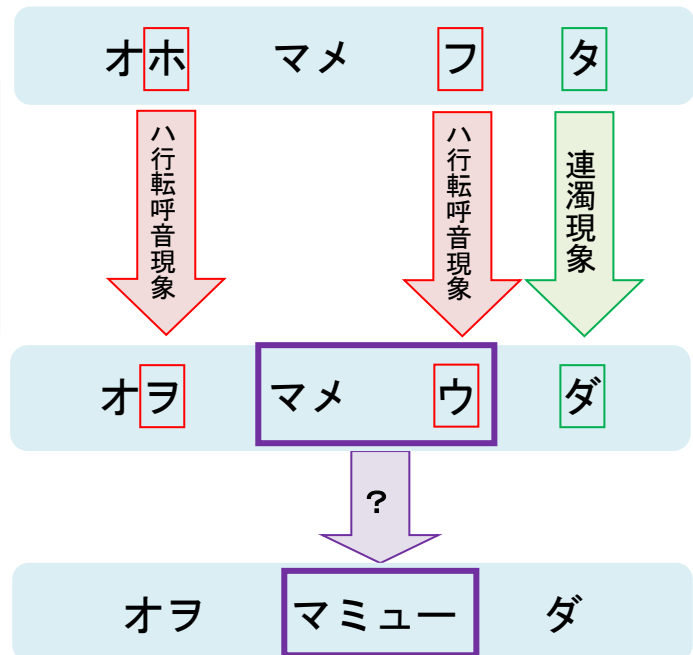 オホ マメ フ タ
ハ行転呼音現象
ハ行転呼音現象
連濁現象
オヲ マメ ウ ダ
?
オヲ マミュー ダ